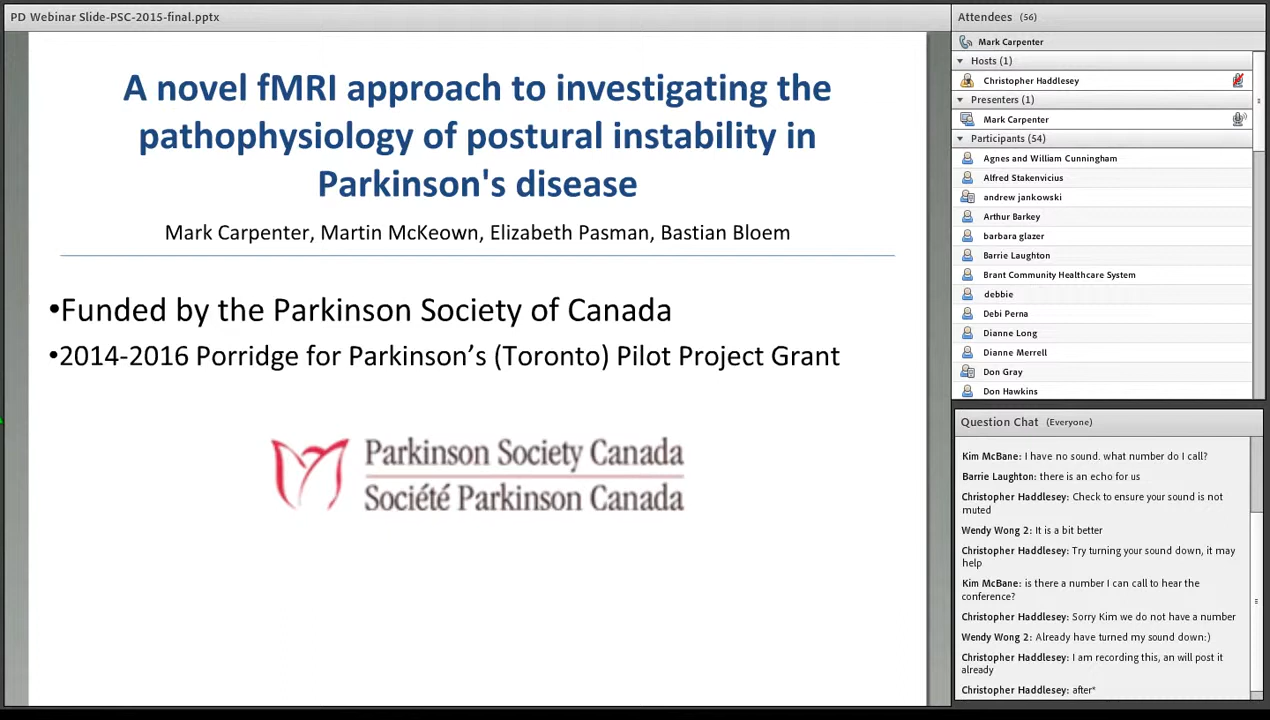 PD Webinar Slide-PSC-2015-final.pptx
A novel fMRI approach to investigating the
pathophysiology of postural instability in
Parkinson's disease
Mark Carpenter, Martin McKeown, Elizabeth Pasman, Bastian Bloem
•Funded by the Parkinson Society of Canada
•2014-2016 Porridge for Parkinson’s (Toronto) Pilot Project Grant
Parkinson Society Canada
Société Parkinson Canada
Attendees (56)
Mark Carpenter
Hosts (1)
Christopher Haddlesey
Presenters (1)
Mark Carpenter
Participants (54)
Agnes and William Cunningham
Alfred Stakenvicius
andrew jankowski
Arthur Barkey
barbara glazer
Barrie Laughton
Brant Community Healthcare System
debbie
Debi Perna
Dianne Long
Dianne Merrell
Don Gray
Don Hawkins
Question Chat (Everyone)
Kim McBane: I have no sound. what number do I call?
Barrie Laughton: there is an echo for us
Christopher Haddlesey: Check to ensure your sound is not
muted
Wendy Wong 2: It is a bit better
Christopher Haddlesey: Try turning your sound down, it may
help
Kim McBane: is there a number I can call to hear the
conference?
Christopher Haddlesey: Sorry Kim we do not have a number
Wendy Wong 2: Already have turned my sound down:)
Christopher Haddlesey: I am recording this, an will post it
already
Christopher Haddlesey: after*